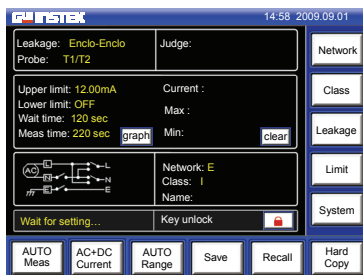 GW INSTEK 14:58 2009.09.01
Leakage: Enclo-Enclo Judge:
Probe: T1/T2
Network
Upper limit: 12.00mA Current :
Lower limit: OFF Max :
Wait time: 120 sec
Meas time: 220 sec graph Min: clear
Class
Leakage
AC L L
N N
E
Network: E
Class: I
Name:
Limit
Wait for setting... Key unlock
System
AUTO Meas
AC+DC Current
AUTO Range
Save
Recall
Hard Copy